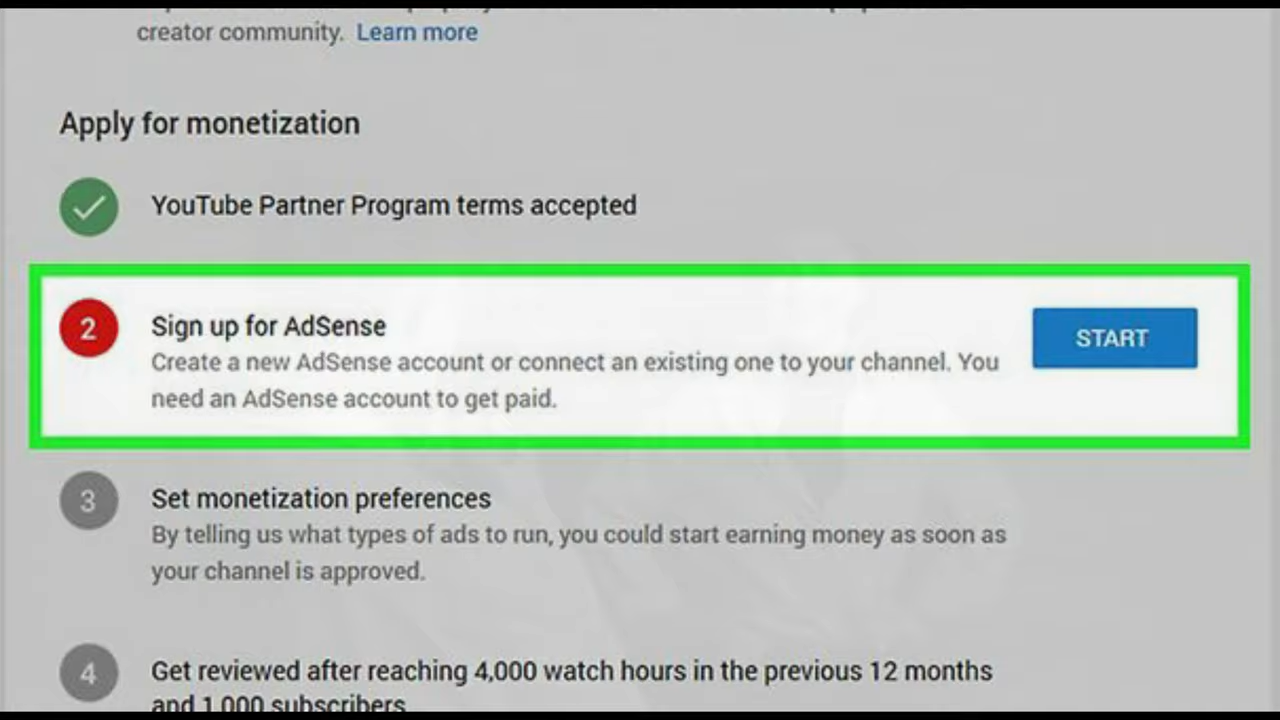 creator community. Learn more
Apply for monetization
YouTube Partner Program terms accepted
2
Sign up for AdSense
Create a new AdSense account or connect an existing one to your channel. You
need an AdSense account to get paid.
START
3
Set monetization preferences
By telling us what types of ads to run, you could start earning money as soon as
your channel is approved.
4
Get reviewed after reaching 4,000 watch hours in the previous 12 months
and 1,000 subscribers